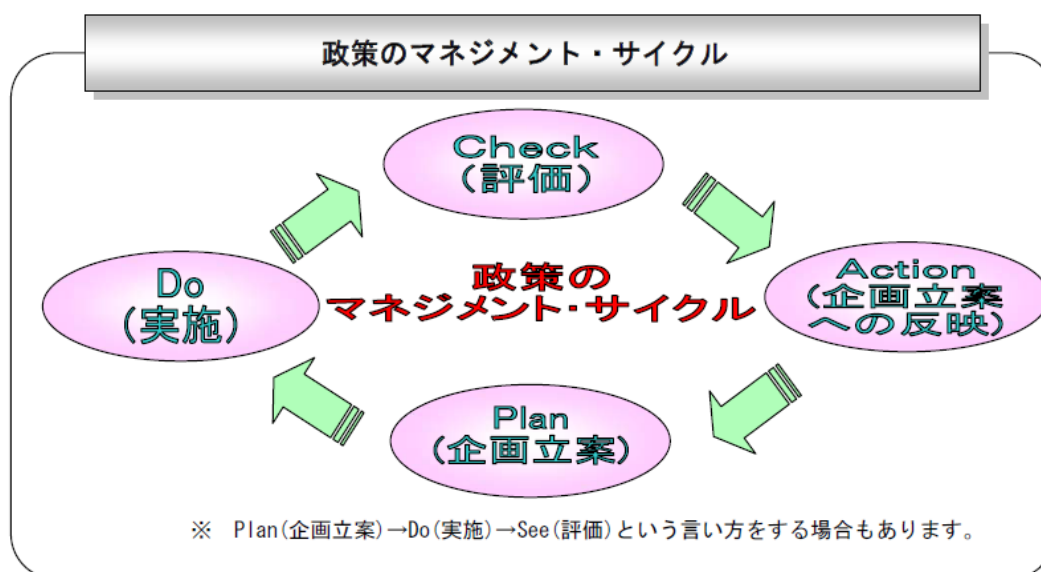 政策のマネジメント・サイクル
Check
(評価)
Do
(実施)
政策の
マネジメント・サイクル
Action
(企画立案
への反映)
Plan
(企画立案)
※ Plan(企画立案)→Do(実施)→See(評価)という言い方をする場合もあります。